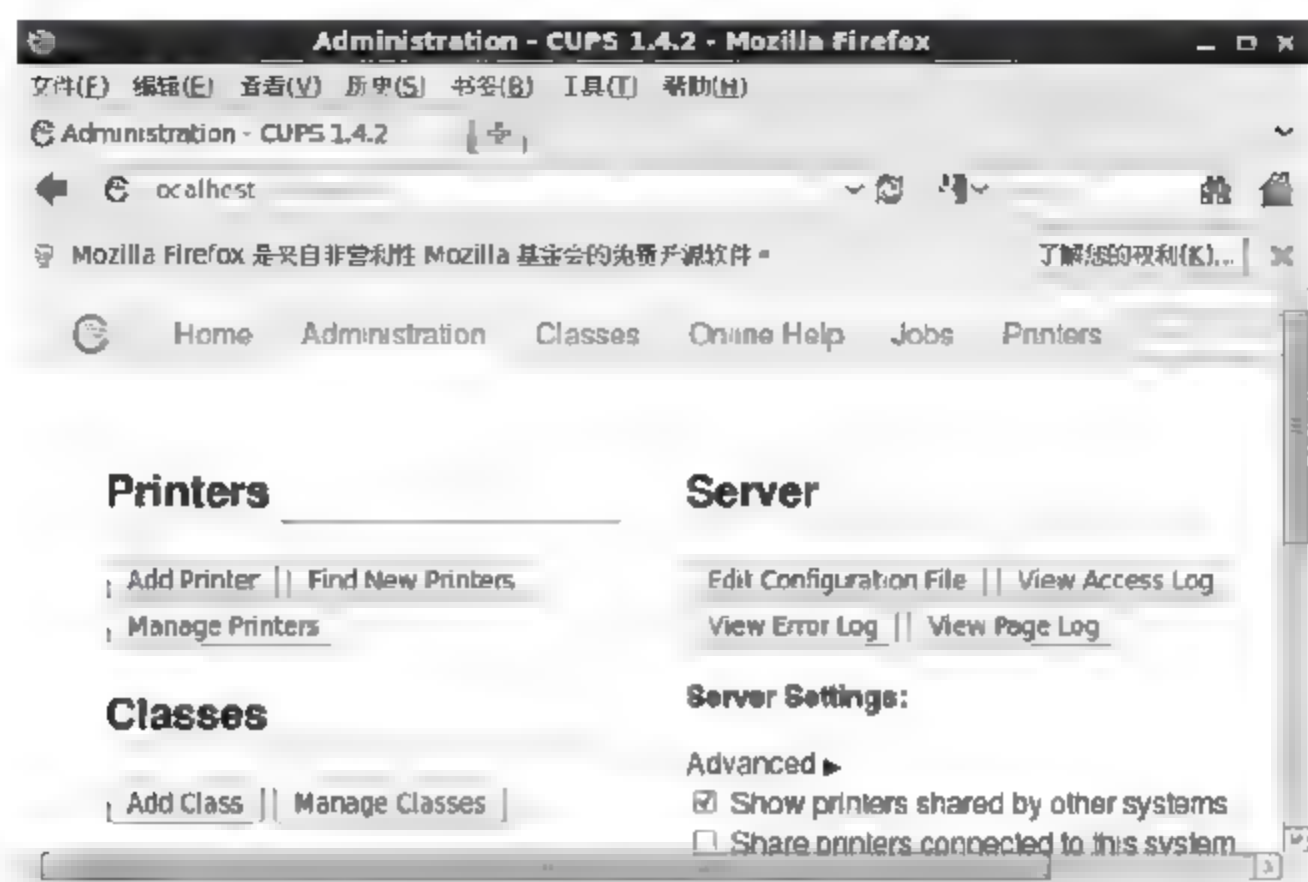 Administration - CUPS 1.4.2 - Mozilla Firefox
文件(F) 编辑(E) 查看(V) 历史(S) 书签(B) 工具(T) 帮助(H)
Administration - CUPS 1.4.2
ocalhost
Mozilla Firefox 是来自非营利性 Mozilla 基金会的免费开源软件。 了解您的权利(K)...
Home Administration Classes Online Help Jobs Printers
Printers
Add Printer Find New Printers
Manage Printers
Classes
Add Class Manage Classes
Server
Edit Configuration File View Access Log
View Error Log View Page Log
Server Settings:
Advanced ▶
Show printers shared by other systems
Share printers connected to this system